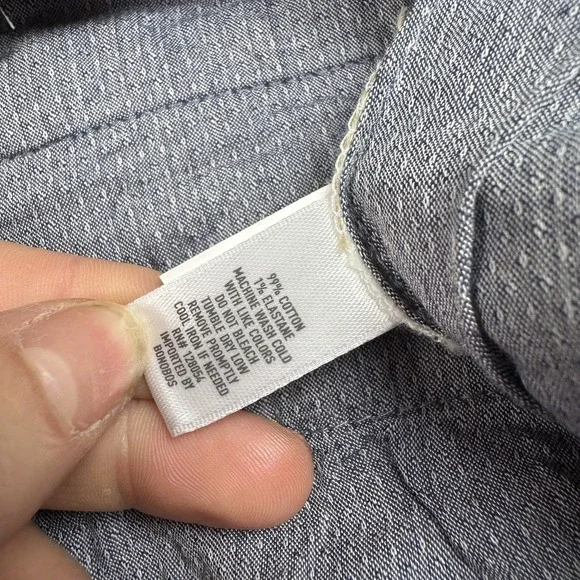 99% COTTON
1% ELASTANE
MACHINE WASH COLD
WITH LIKE COLORS
DO NOT BLEACH
TUMBLE DRY LOW
REMOVE PROMPTLY
COOL IRON IF NEEDED
RN# 128064
IMPORTED BY
BONOBOS